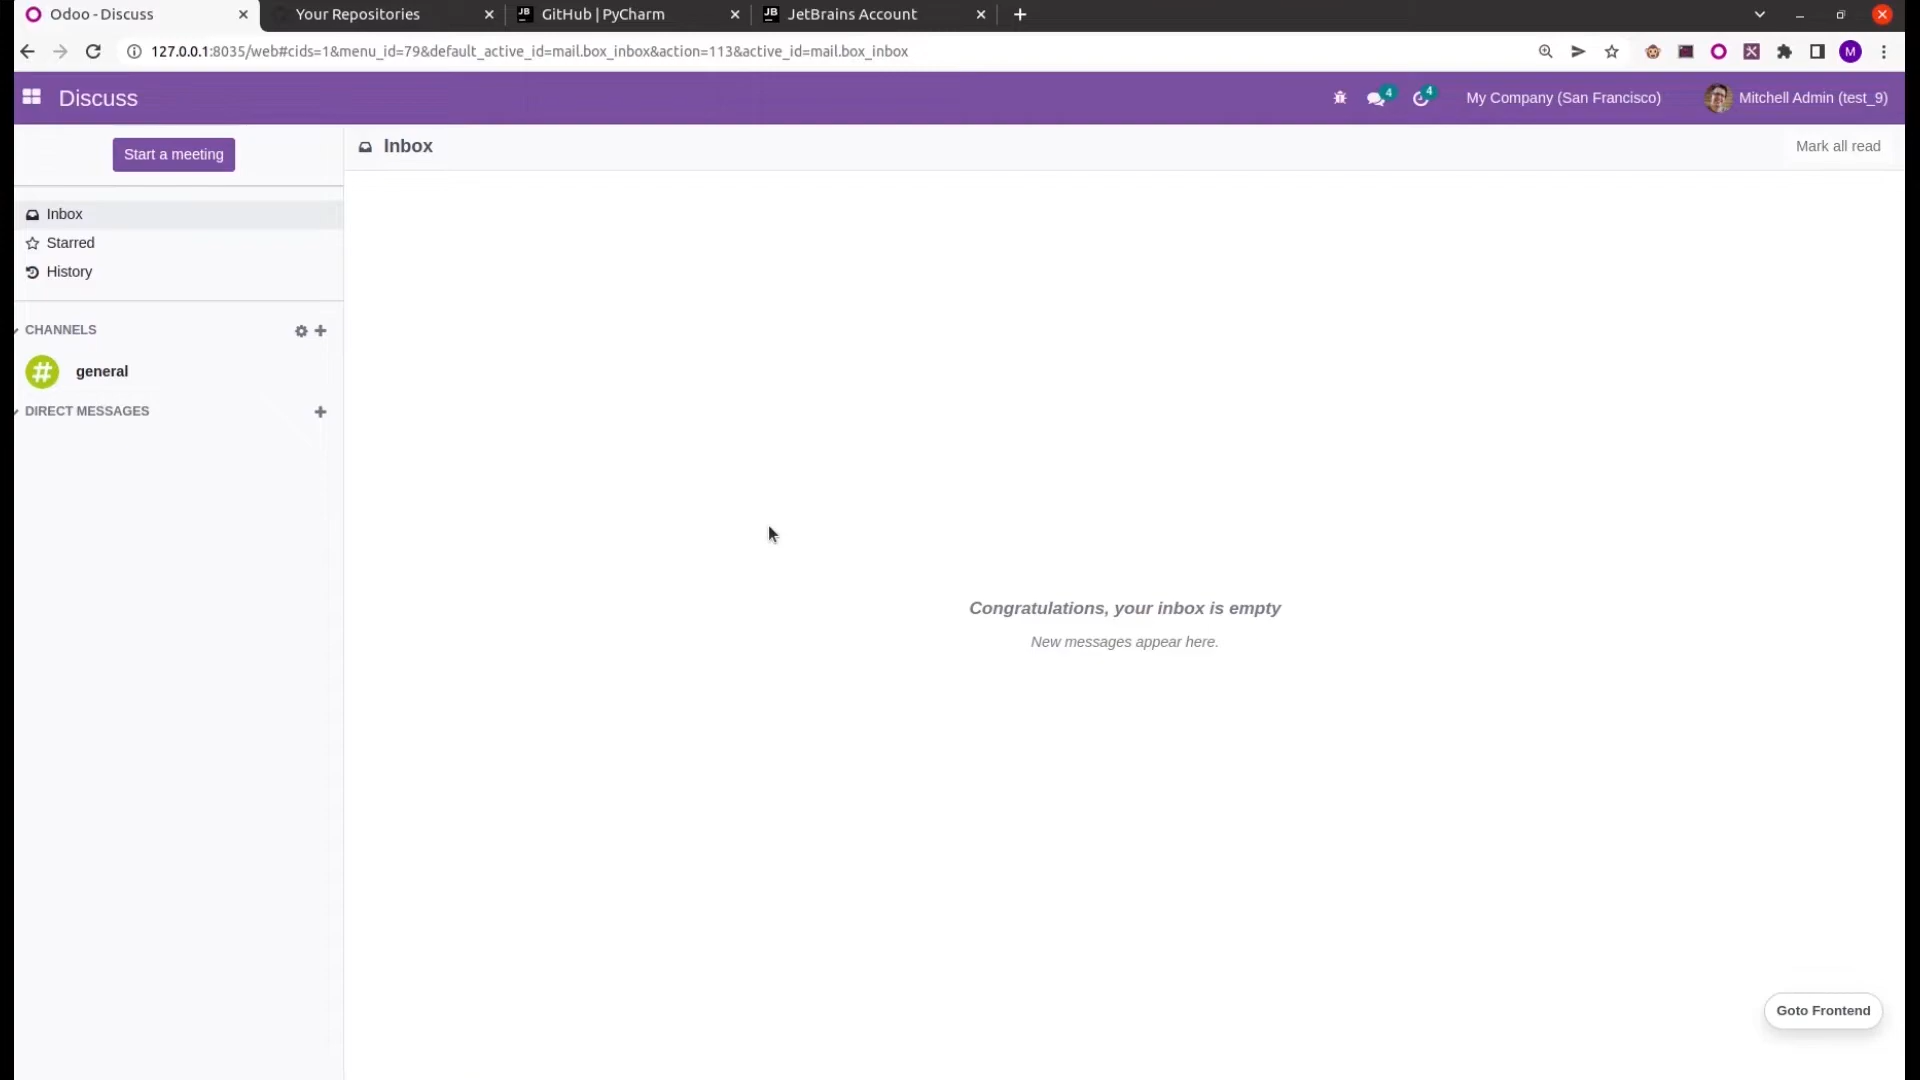 Odoo - Discuss
Your Repositories
GitHub | PyCharm
JetBrains Account
127.0.0.1:8035/web#cids=1&menu_id=79&default_active_id=mail.box_inbox&action=113&active_id=mail.box_inbox
M
Discuss
4
4
My Company (San Francisco)
Mitchell Admin (test_9)
Start a meeting
Inbox
Mark all read
Inbox
Starred
History
CHANNELS
general
DIRECT MESSAGES
Congratulations, your inbox is empty
New messages appear here.
Goto Frontend